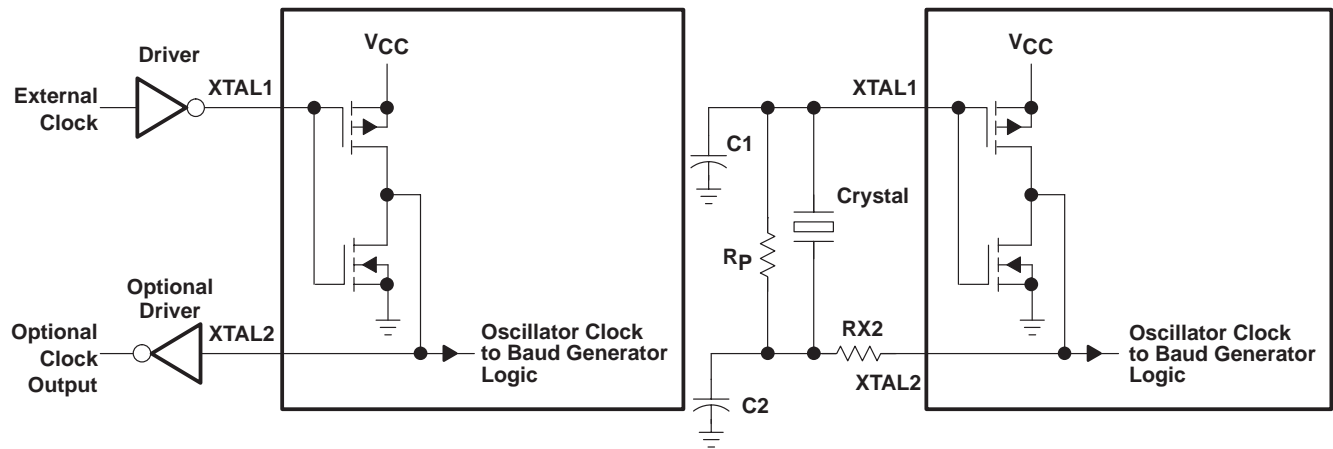 Driver
External
Clock
XTAL1
VCC
Optional
Driver
Optional
Clock
Output
XTAL2
Oscillator Clock
to Baud Generator
Logic
VCC
XTAL1
C1
Crystal
RP
RX2
XTAL2
C2
Oscillator Clock
to Baud Generator
Logic